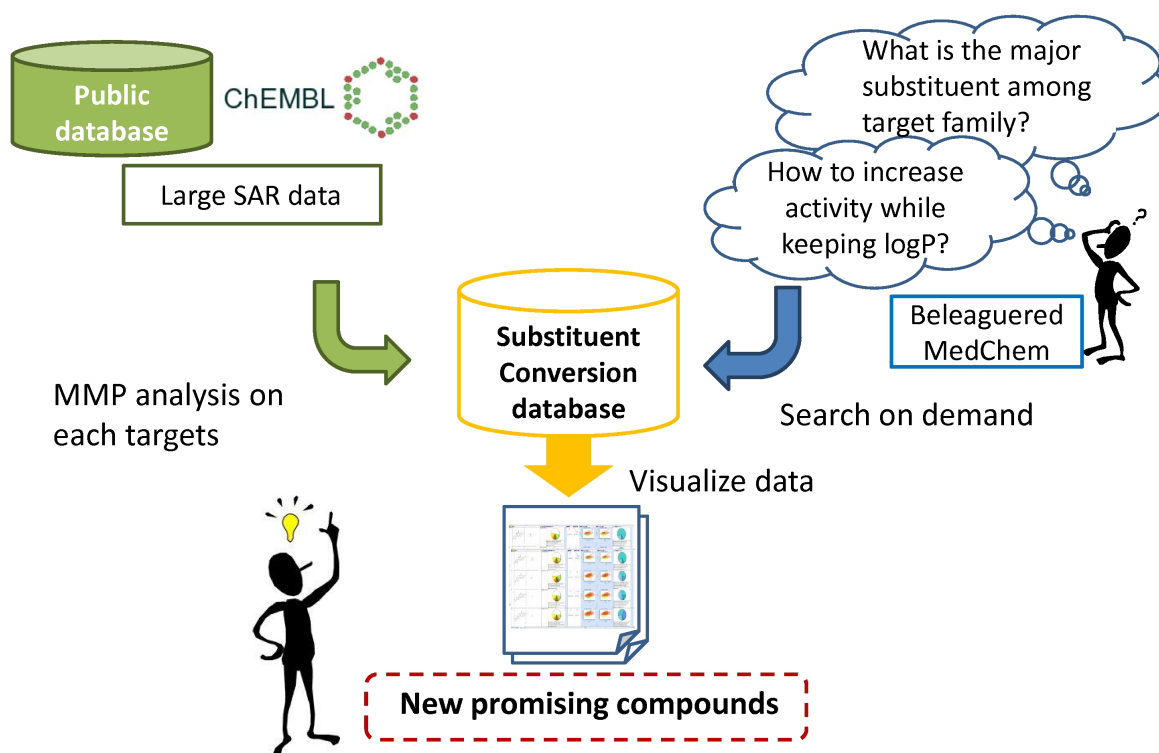 Public
database
ChEMBL
Large SAR data
What is the major
substituent among
target family?
How to increase
activity while
keeping logP?
?
Beleaguered
MedChem
Substituent
Conversion
database
MMP analysis on
each targets
Search on demand
Visualize data
New promising compounds